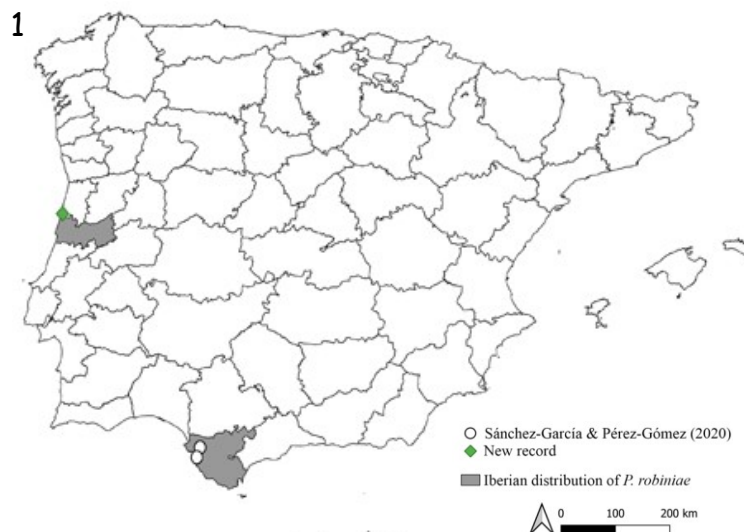 1
Sánchez-García & Pérez-Gómez (2020)
New record
Iberian distribution of P. robiniae
0 100 200 km